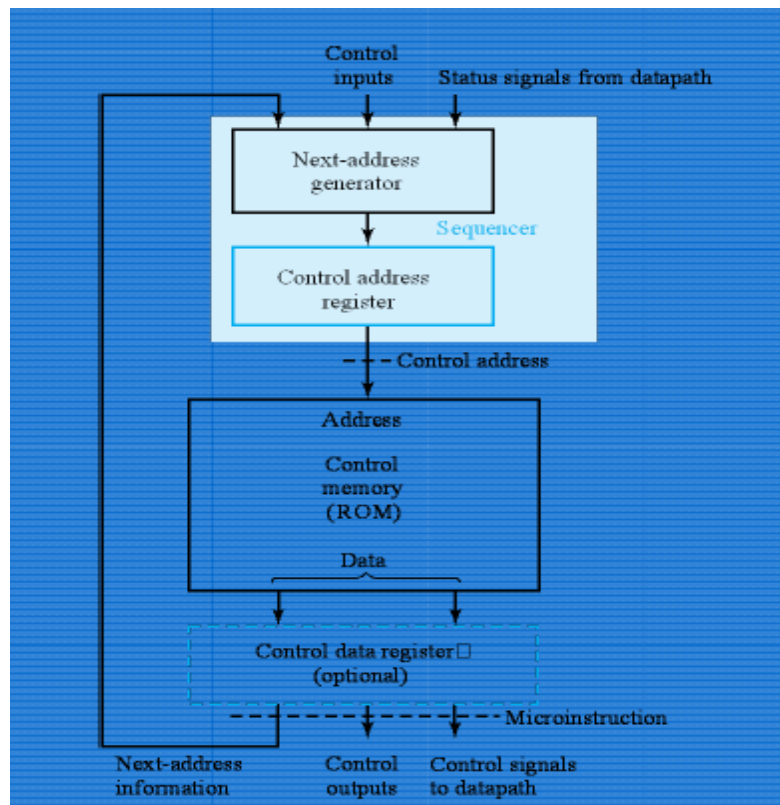 Control
inputs
Status signals from datapath
Next-address
generator
Sequencer
Control address
register
Control address
Address
Control
memory
(ROM)
Data
Control data register□
(optional)
Microinstruction
Next-address
information
Control
outputs
Control signals
to datapath